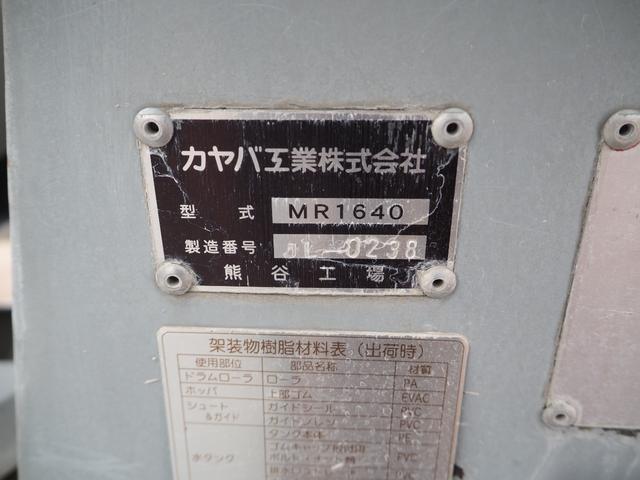 カヤバ工業株式会社
型式 MR1640
製造番号 0238
熊谷工場
架装物樹脂材料表（出荷時）
使用部位 部品名称 材質
ドラムローラ ローラ PA
ホッパ 上部ゴム EVAC
シュート&ガイド ガイドシール PVC
PVC
水タンク タンク本体 PE
PVC